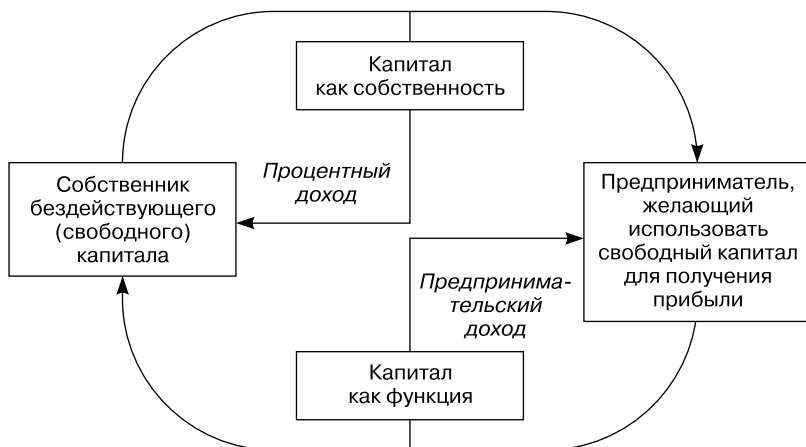 Капитал
как собственность
Процентный
доход
Собственник
бездействующего
(свободного)
капитала
Предприниматель,
желающий
использовать
свободный капитал
для получения
прибыли
Предпринима-
тельский
доход
Капитал
как функция